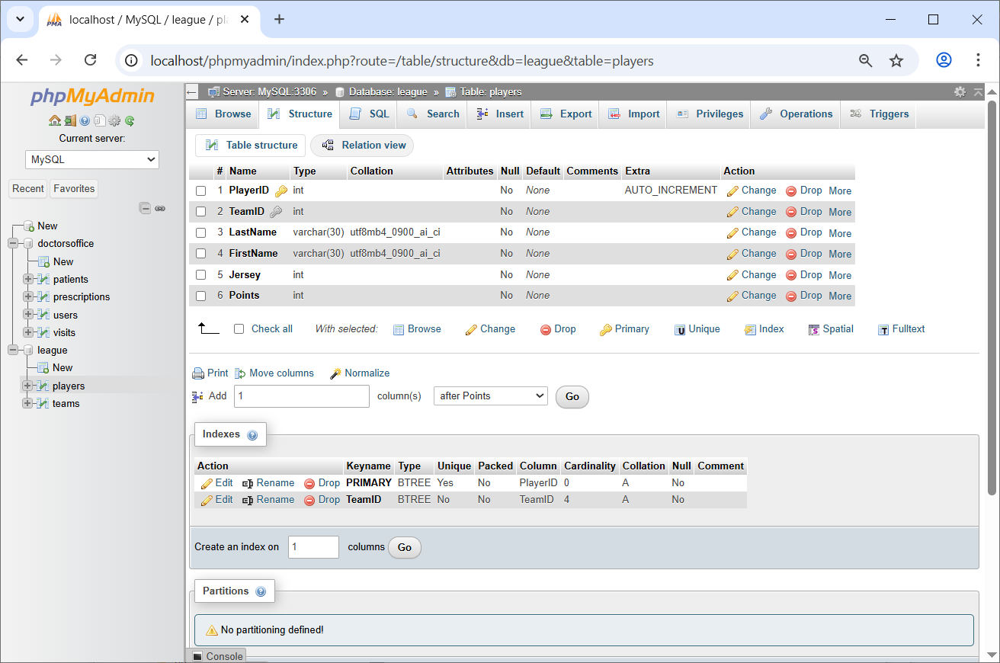 localhost / MySQL / league / pl
localhost/phpmyadmin/index.php?route=/table/structure&db=league&table=players
phpMyAdmin
Current server:
MySQL
Recent Favorites
New
doctorsoffice
New
patients
prescriptions
users
visits
league
New
players
teams
Server: MySQL:3306 » Database: league » Table: players
Browse Structure SQL Search Insert Export Import Privileges Operations Triggers
Table structure Relation view
# Name Type Collation Attributes Null Default Comments Extra Action
1 PlayerID int No None AUTO_INCREMENT Change Drop More
2 TeamID int No None Change Drop More
3 LastName varchar(30) utf8mb4_0900_ai_ci No None Change Drop More
4 FirstName varchar(30) utf8mb4_0900_ai_ci No None Change Drop More
5 Jersey int No None Change Drop More
6 Points int No None Change Drop More
Check all With selected: Browse Change Drop Primary Unique Index Spatial Fulltext
Print Move columns Normalize
Add 1 column(s) after Points Go
Indexes
Action Keyname Type Unique Packed Column Cardinality Collation Null Comment
Edit Rename Drop PRIMARY BTREE Yes No PlayerID 0 A No
Edit Rename Drop TeamID BTREE No No TeamID 4 A No
Create an index on 1 columns Go
Partitions
No partitioning defined!
Console